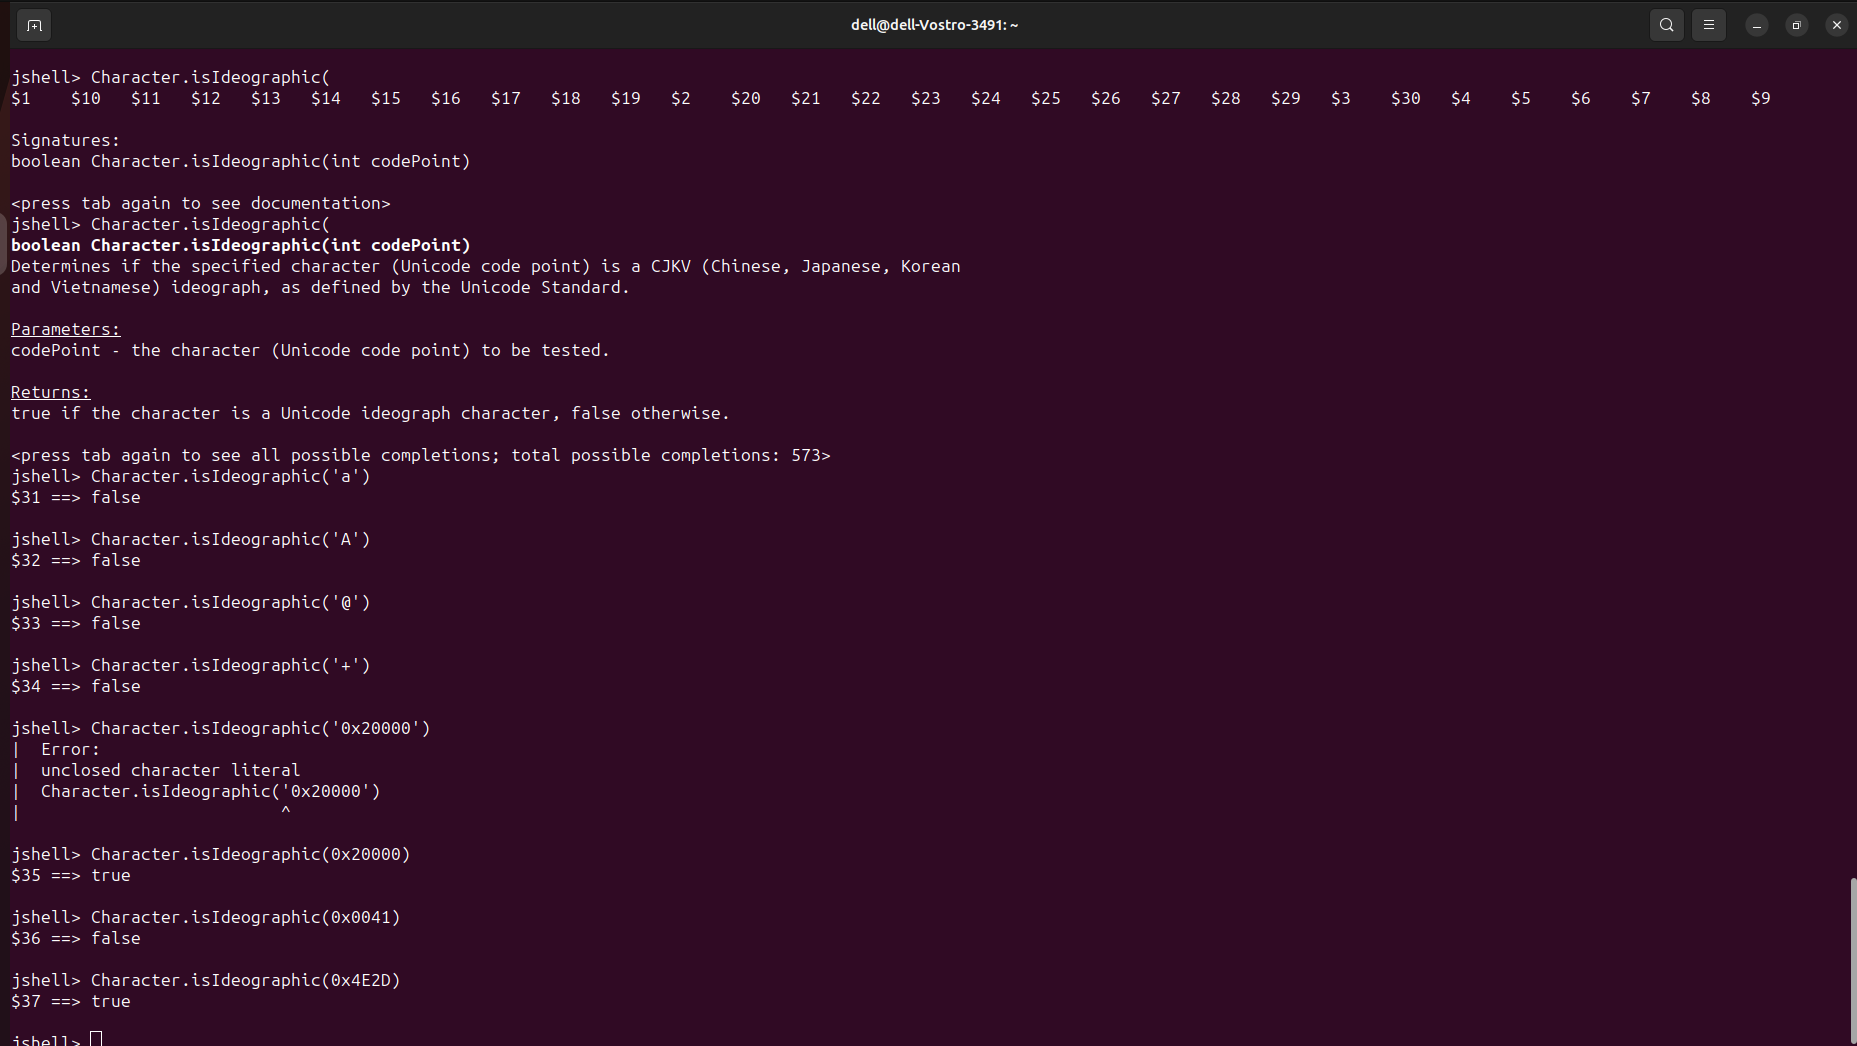 dell@dell-Vostro-3491: ~
jshell> Character.isIdeographic(
$1 $10 $11 $12 $13 $14 $15 $16 $17 $18 $19 $2 $20 $21 $22 $23 $24 $25 $26 $27 $28 $29 $3 $30 $4 $5 $6 $7 $8 $9
Signatures:
boolean Character.isIdeographic(int codePoint)
<press tab again to see documentation>
jshell> Character.isIdeographic(
boolean Character.isIdeographic(int codePoint)
Determines if the specified character (Unicode code point) is a CJKV (Chinese, Japanese, Korean
and Vietnamese) ideograph, as defined by the Unicode Standard.
Parameters:
codePoint - the character (Unicode code point) to be tested.
Returns:
true if the character is a Unicode ideograph character, false otherwise.
<press tab again to see all possible completions; total possible completions: 573>
jshell> Character.isIdeographic('a')
$31 ==> false
jshell> Character.isIdeographic('A')
$32 ==> false
jshell> Character.isIdeographic('@')
$33 ==> false
jshell> Character.isIdeographic('+')
$34 ==> false
jshell> Character.isIdeographic('0x20000')
|  Error:
|  unclosed character literal
|  Character.isIdeographic('0x20000')
|                          ^
jshell> Character.isIdeographic(0x20000)
$35 ==> true
jshell> Character.isIdeographic(0x0041)
$36 ==> false
jshell> Character.isIdeographic(0x4E2D)
$37 ==> true
jshell>